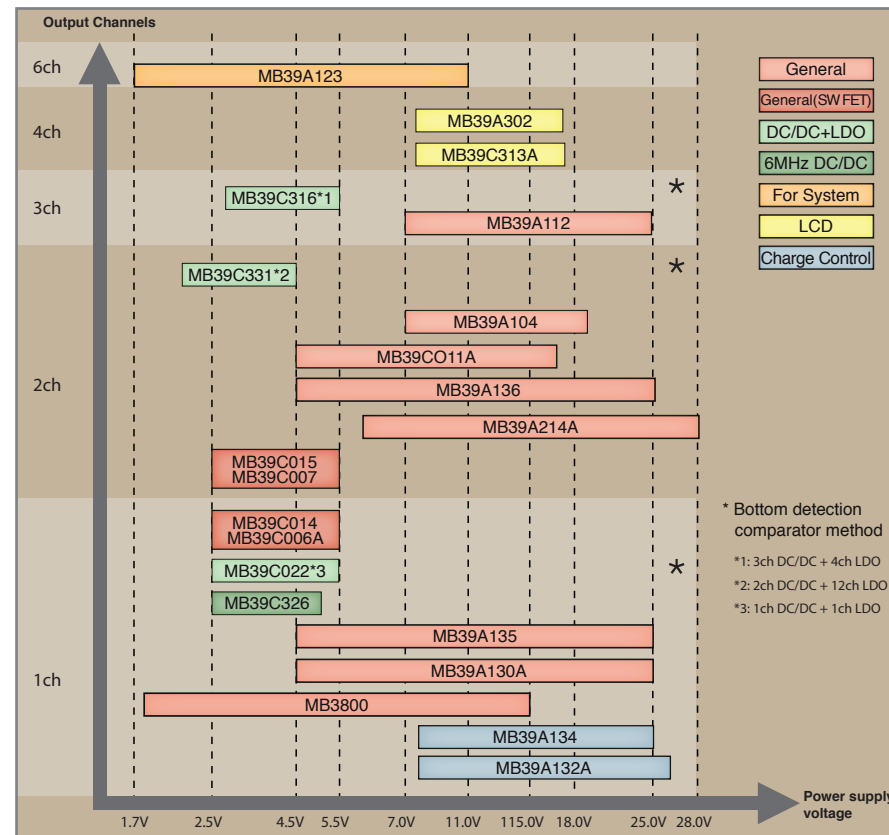 Output Channels
6ch
MB39A123
General
General(SW FET)
DC/DC+LDO
6MHz DC/DC
For System
LCD
Charge Control
4ch
MB39A302
MB39C313A
3ch
MB39C316*1
*
MB39A112
2ch
MB39C331*2
*
MB39A104
MB39CO11A
MB39A136
MB39A214A
MB39C015
MB39C007
1ch
MB39C014
MB39C006A
MB39C022*3
*
MB39C326
MB39A135
MB39A130A
MB3800
MB39A134
MB39A132A
* Bottom detection
comparator method
*1: 3ch DC/DC + 4ch LDO
*2: 2ch DC/DC + 12ch LDO
*3: 1ch DC/DC + 1ch LDO
Power supply
voltage
1.7V 2.5V 4.5V 5.5V 7.0V 11.0V 115.0V 18.0V 25.0V 28.0V